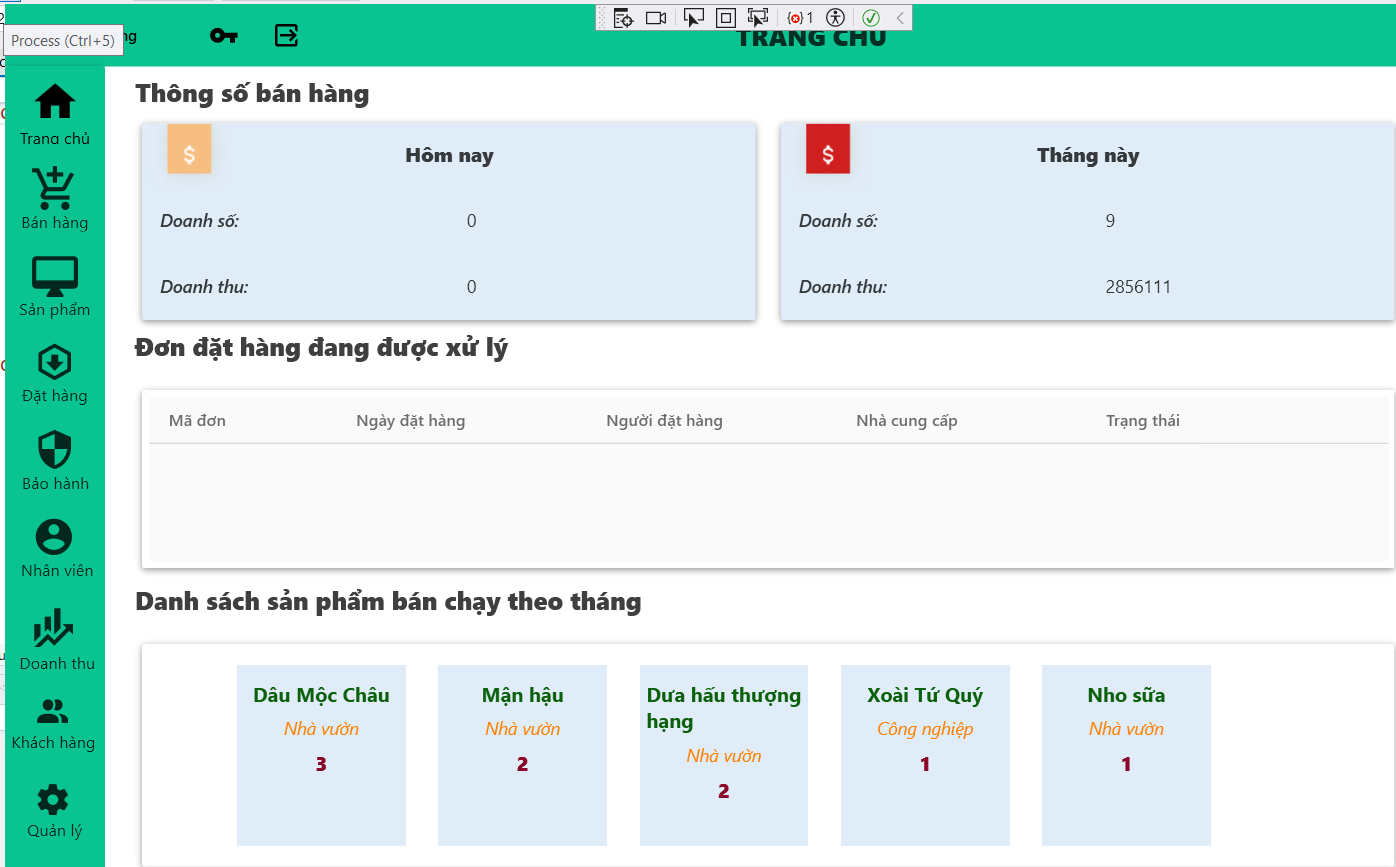 Process (Ctrl+5)
ng
1
TRANG CHỦ
Trang chủ
Bán hàng
Sản phẩm
Đặt hàng
Bảo hành
Nhân viên
Doanh thu
Khách hàng
Quản lý
Thông số bán hàng
$
Hôm nay
Doanh số:
0
Doanh thu:
0
$
Tháng này
Doanh số:
9
Doanh thu:
2856111
Đơn đặt hàng đang được xử lý
Mã đơn Ngày đặt hàng Người đặt hàng Nhà cung cấp Trạng thái
Danh sách sản phẩm bán chạy theo tháng
Dâu Mộc Châu
Nhà vườn
3
Mận hậu
Nhà vườn
2
Dưa hấu thượng
hạng
Nhà vườn
2
Xoài Tứ Quý
Công nghiệp
1
Nho sữa
Nhà vườn
1